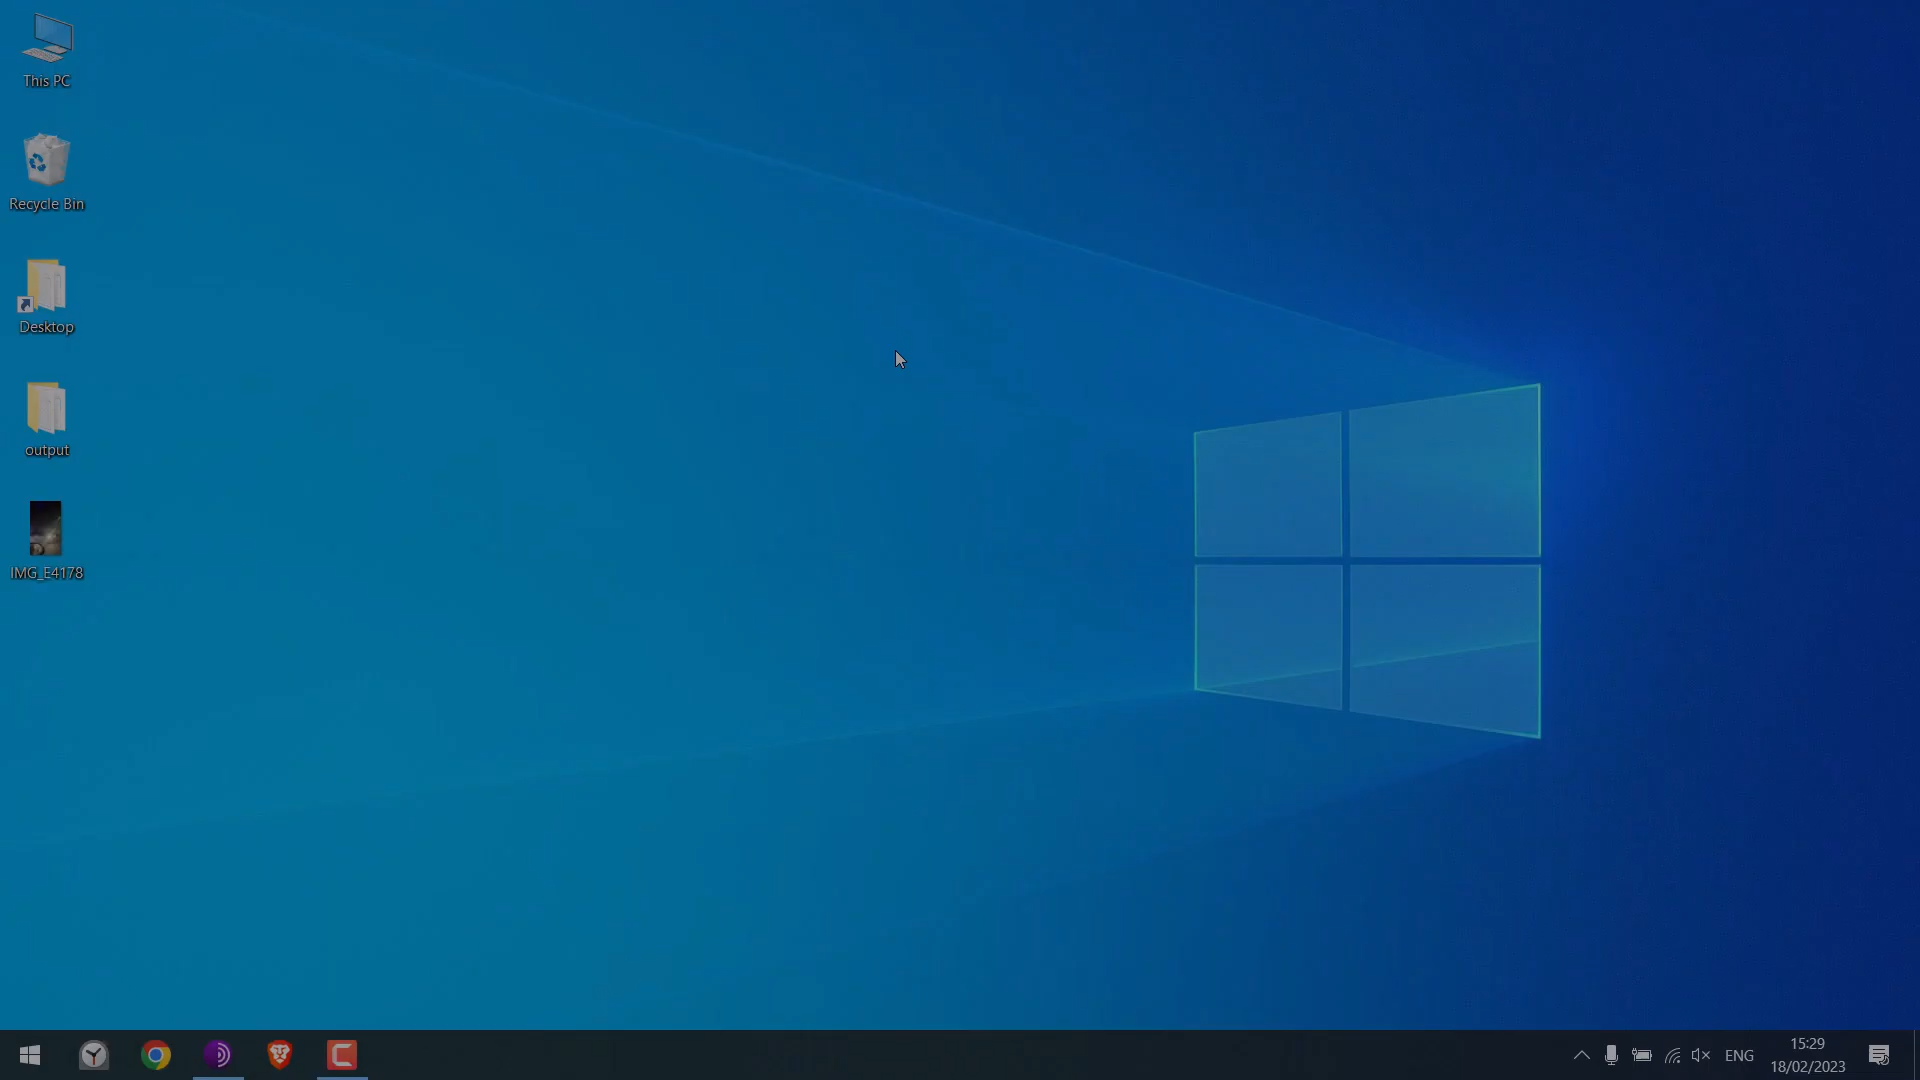 This PC
Recycle Bin
Desktop
output
IMG_E4178
ENG
15:29
18/02/2023